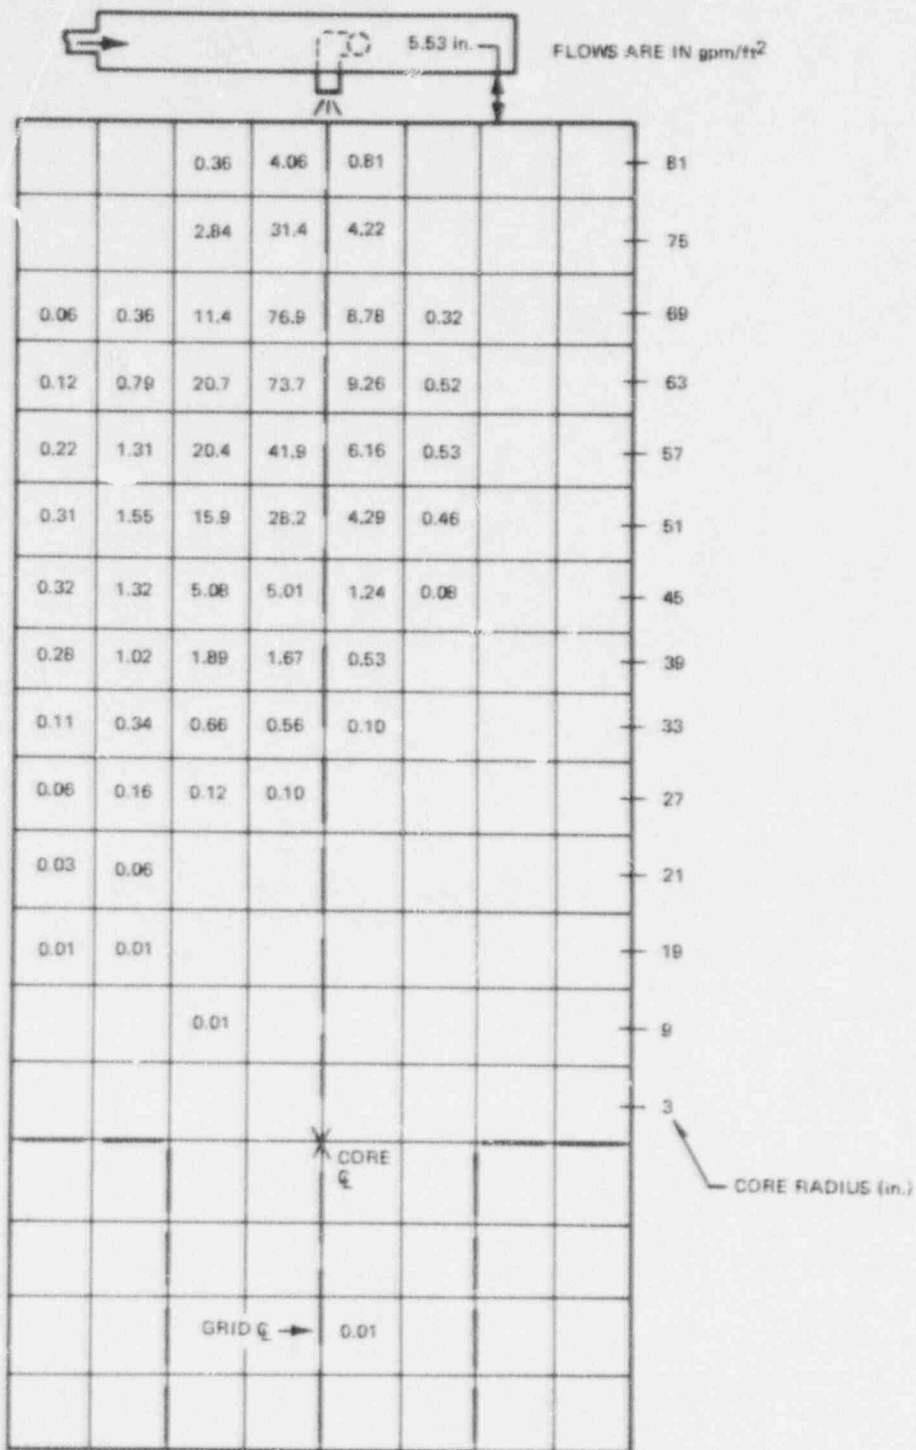 5.53 in.
FLOWS ARE IN gpm/ft²
0.36 4.06 0.81 81
2.84 31.4 4.22 75
0.06 0.36 11.4 76.9 8.78 0.32 69
0.12 0.79 20.7 73.7 9.26 0.52 63
0.22 1.31 20.4 41.9 6.16 0.53 57
0.31 1.55 15.9 28.2 4.29 0.46 51
0.32 1.32 5.08 5.01 1.24 0.08 45
0.28 1.02 1.89 1.67 0.53 39
0.11 0.34 0.66 0.56 0.10 33
0.06 0.16 0.12 0.10 27
0.03 0.06 21
0.01 0.01 19
0.01 9
3
CORE
℄
CORE RADIUS (in.)
GRID ℄ 0.01